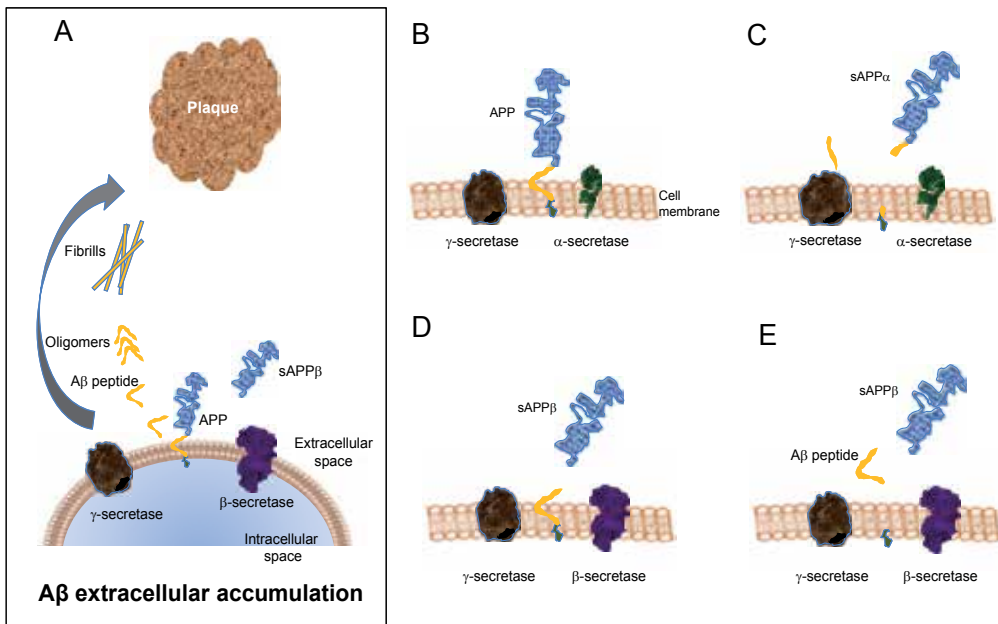 A
Plaque
Fibrills
Oligomers
Aβ peptide
sAPPβ
APP
Extracellular
space
γ-secretase
β-secretase
Intracellular
space
Aβ extracellular accumulation
B
APP
Cell
membrane
γ-secretase
α-secretase
C
sAPPα
γ-secretase
α-secretase
D
sAPPβ
γ-secretase
β-secretase
E
sAPPβ
Aβ peptide
γ-secretase
β-secretase